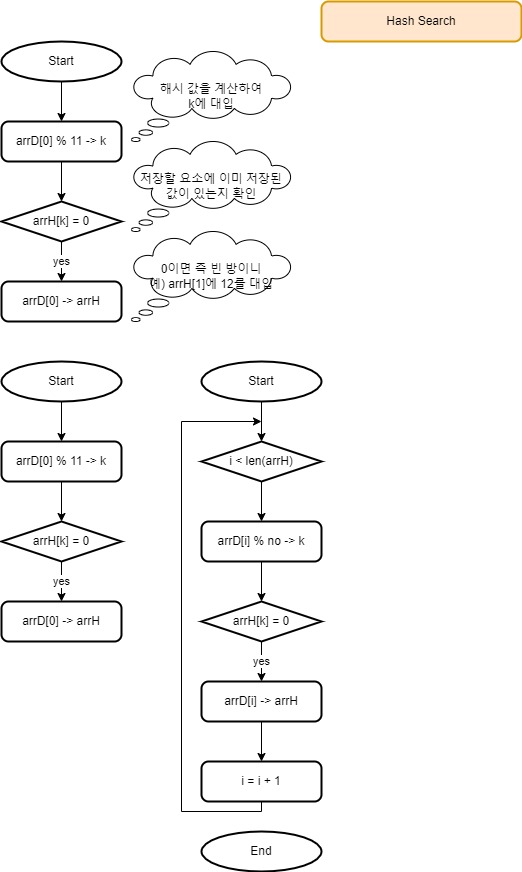 Hash Search
Start
해시 값을 계산하여
k에 대입
arrD[0] % 11 -> k
저장할 요소에 이미 저장된
값이 있는지 확인
arrH[k] = 0
yes
0이면 즉 빈 방이니
예) arrH[1]에 12를 대입
arrD[0] -> arrH
Start
arrD[0] % 11 -> k
arrH[k] = 0
yes
arrD[0] -> arrH
Start
i < len(arrH)
arrD[i] % no -> k
arrH[k] = 0
yes
arrD[i] -> arrH
i = i + 1
End